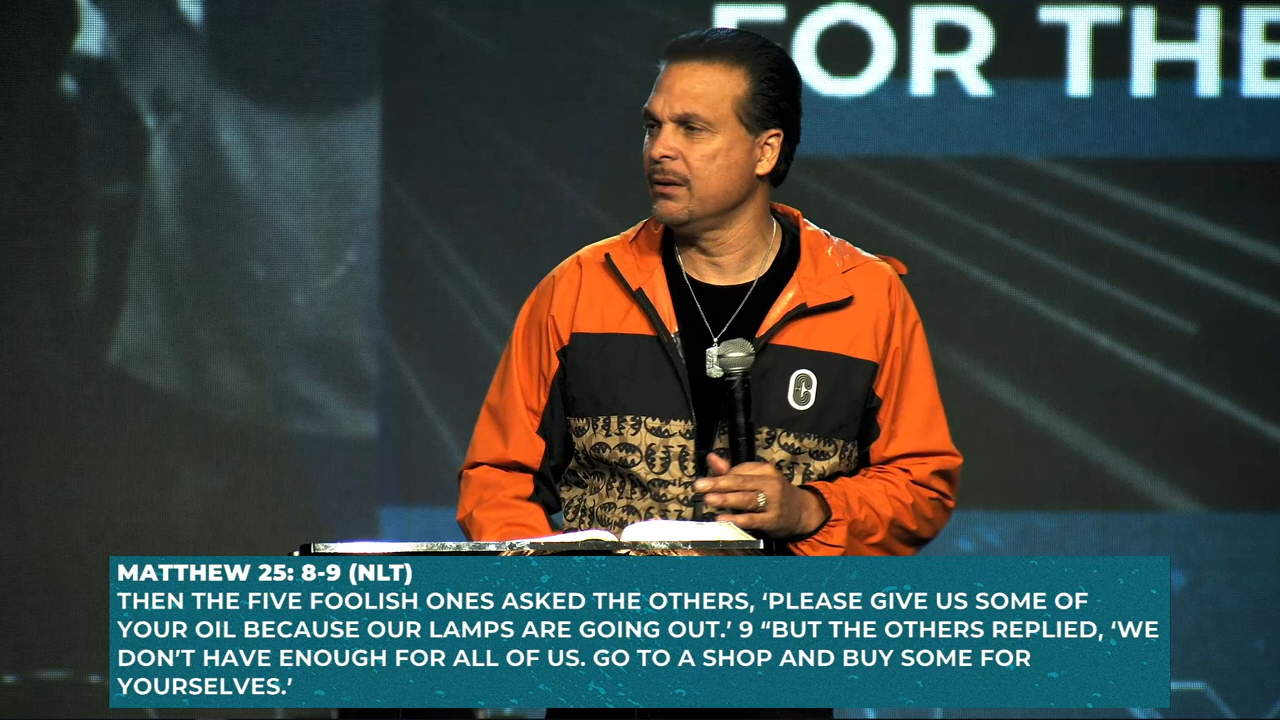 FOR THE
MATTHEW 25: 8-9 (NLT)
THEN THE FIVE FOOLISH ONES ASKED THE OTHERS, ‘PLEASE GIVE US SOME OF
YOUR OIL BECAUSE OUR LAMPS ARE GOING OUT.’ 9 “BUT THE OTHERS REPLIED, ‘WE
DON’T HAVE ENOUGH FOR ALL OF US. GO TO A SHOP AND BUY SOME FOR
YOURSELVES.’